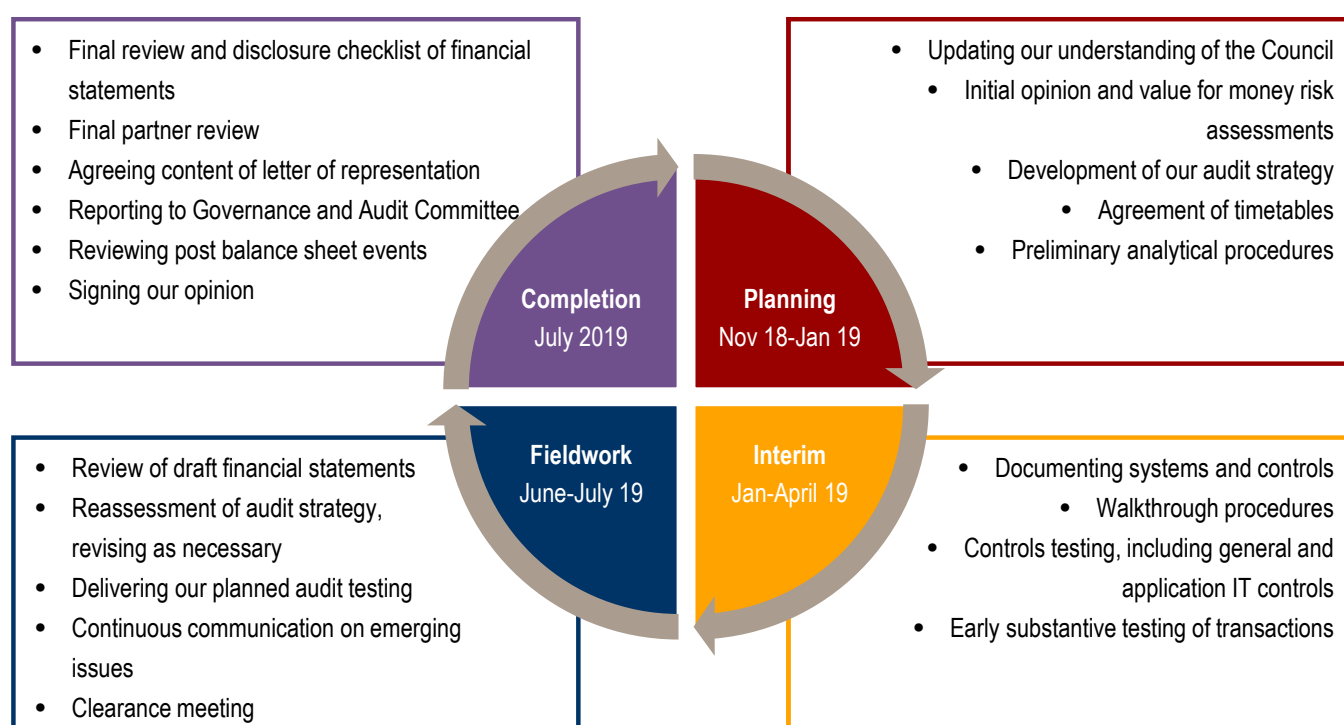 • Final review and disclosure checklist of financial
statements
• Final partner review
• Agreeing content of letter of representation
• Reporting to Governance and Audit Committee
• Reviewing post balance sheet events
• Signing our opinion
• Updating our understanding of the Council
• Initial opinion and value for money risk
assessments
• Development of our audit strategy
• Agreement of timetables
• Preliminary analytical procedures
Completion
July 2019
Planning
Nov 18-Jan 19
Fieldwork
June-July 19
Interim
Jan-April 19
• Review of draft financial statements
• Reassessment of audit strategy,
revising as necessary
• Delivering our planned audit testing
• Continuous communication on emerging
issues
• Clearance meeting
• Documenting systems and controls
• Walkthrough procedures
• Controls testing, including general and
application IT controls
• Early substantive testing of transactions